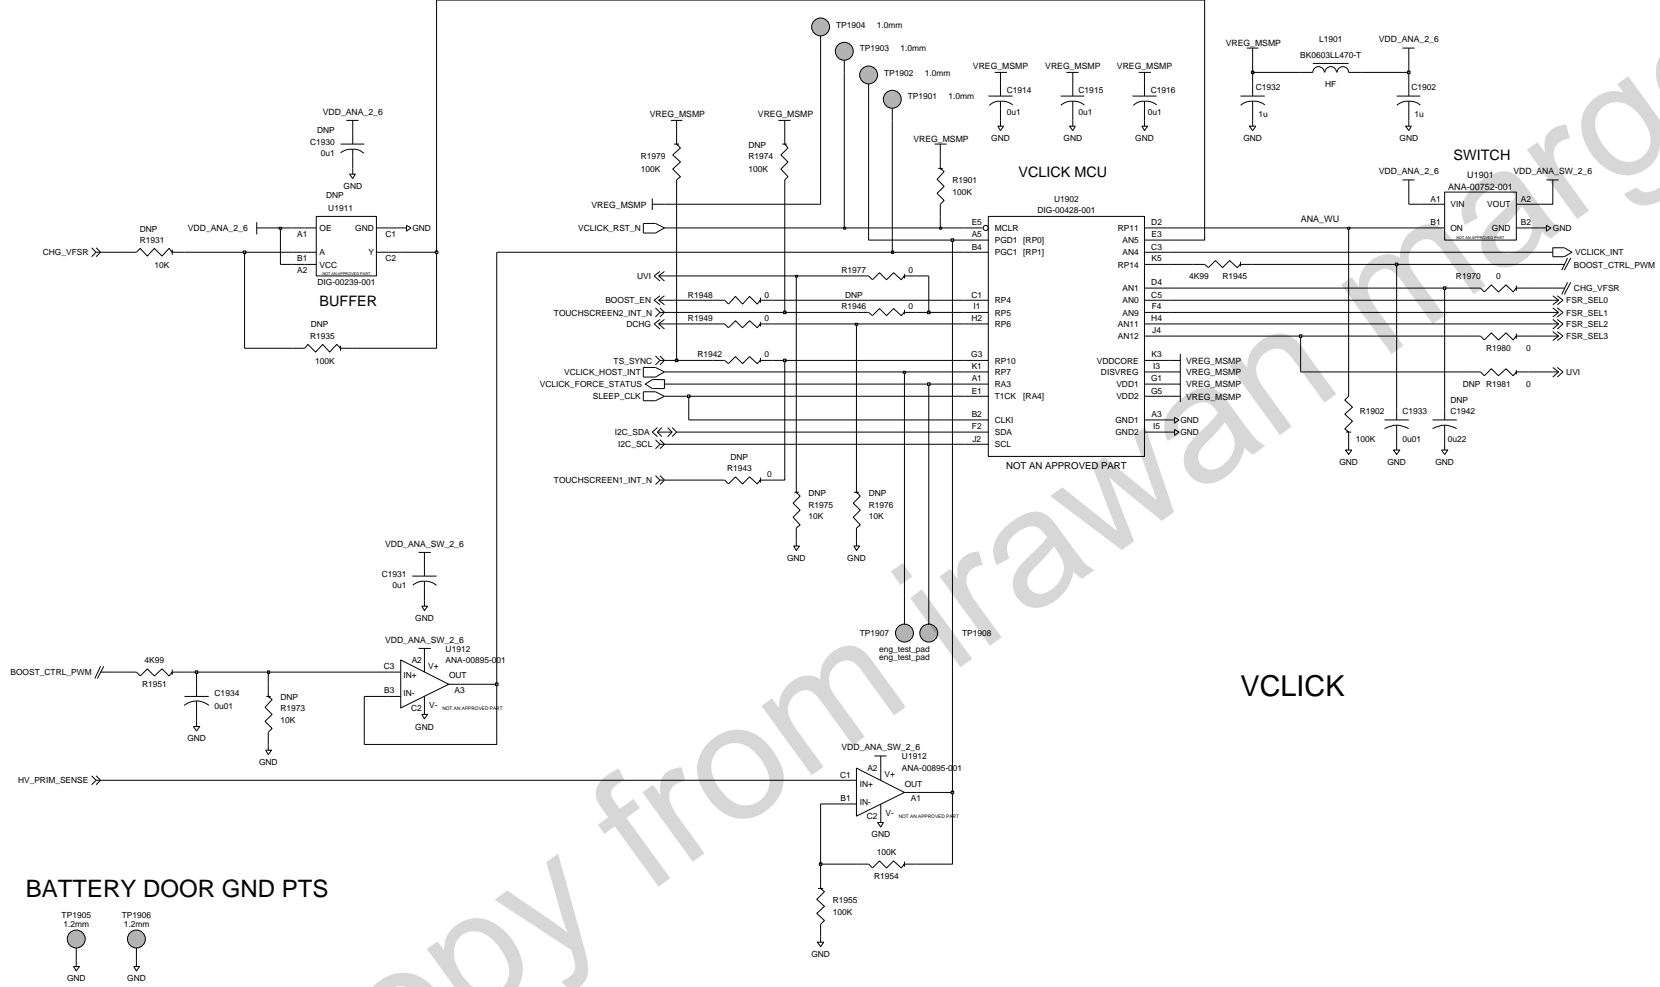 TP1904 1.0mm
TP1903 1.0mm
TP1902 1.0mm
TP1901 1.0mm
VREG_MSMP VREG_MSMP VREG_MSMP
C1914 C1915 C1916
0u1 0u1 0u1
GND GND GND
VREG_MSMP L1901 VDD_ANA_2_6
BK0603LL470-T
HF
C1932 C1902
1u 1u
GND GND
VDD_ANA_2_6
DNP
C1930
0u1
GND
DNP
U1911
VDD_ANA_2_6
A1 OE GND C1 GND
A Y C2
B1 VCC
A2
NOT AN APPROVED PART
DIG-00239-001
BUFFER
CHG_VFSR
DNP
R1931
10K
DNP
R1935
100K
VREG_MSMP VREG_MSMP
R1979
100K
DNP
R1974
100K
VREG_MSMP
R1901
100K
VREG_MSMP
VCLICK_RST_N
UVI
R1977 0
BOOST_EN R1948 0
DNP
TOUCHSCREEN2_INT_N R1946 0
DCHG R1949 0
TS_SYNC R1942 0
VCLICK_HOST_INT
VCLICK_FORCE_STATUS
SLEEP_CLK
I2C_SDA
I2C_SCL
DNP
R1943 0
TOUCHSCREEN1_INT_N
DNP
R1975
10K
GND
DNP
R1976
10K
GND
VCLICK MCU
U1902
DIG-00428-001
E5 MCLR RP11 D2
A5 PGD1 [RP0] AN5 E3
B4 PGC1 [RP1] AN4 C3
RP14 K5
AN1 D4
C1 RP4 AN0 C5
I1 RP5 AN9 F4
H2 RP6 AN11 H4
AN12 J4
G3 RP10 VDDCORE K3 VREG_MSMP
K1 RP7 DISVREG I3 VREG_MSMP
A1 RA3 VDD1 G1 VREG_MSMP
E1 T1CK [RA4] VDD2 G5 VREG_MSMP
B2 CLKI GND1 A3 GND
F2 SDA GND2 I5 GND
J2 SCL
NOT AN APPROVED PART
SWITCH
U1901
ANA-00752-001
VDD_ANA_2_6 VDD_ANA_SW_2_6
A1 VIN VOUT A2
B1 ON GND B2 GND
NOT AN APPROVED PART
ANA_WU
VCLICK_INT
BOOST_CTRL_PWM
4K99 R1945
R1970 0
CHG_VFSR
FSR_SEL0
FSR_SEL1
FSR_SEL2
FSR_SEL3
R1980 0
UVI
DNP R1981 0
R1902
100K
GND
C1933
0u01
GND
DNP
C1942
0u22
GND
VDD_ANA_SW_2_6
C1931
0u1
GND
VDD_ANA_SW_2_6
U1912
ANA-00895-001
A2 V+
C3 IN+ OUT
A3
B3 IN-
C2 V-
NOT AN APPROVED PART
GND
BOOST_CTRL_PWM
4K99
R1951
C1934
0u01
GND
DNP
R1973
10K
GND
TP1907 TP1908
eng_test_pad
eng_test_pad
VCLICK
HV_PRIM_SENSE
VDD_ANA_SW_2_6
U1912
ANA-00895-001
A2 V+
C1 IN+ OUT
A1
B1 IN-
C2 V-
NOT AN APPROVED PART
GND
100K
R1954
R1955
100K
GND
BATTERY DOOR GND PTS
TP1905 TP1906
1.2mm 1.2mm
GND GND
opy from irawan marg